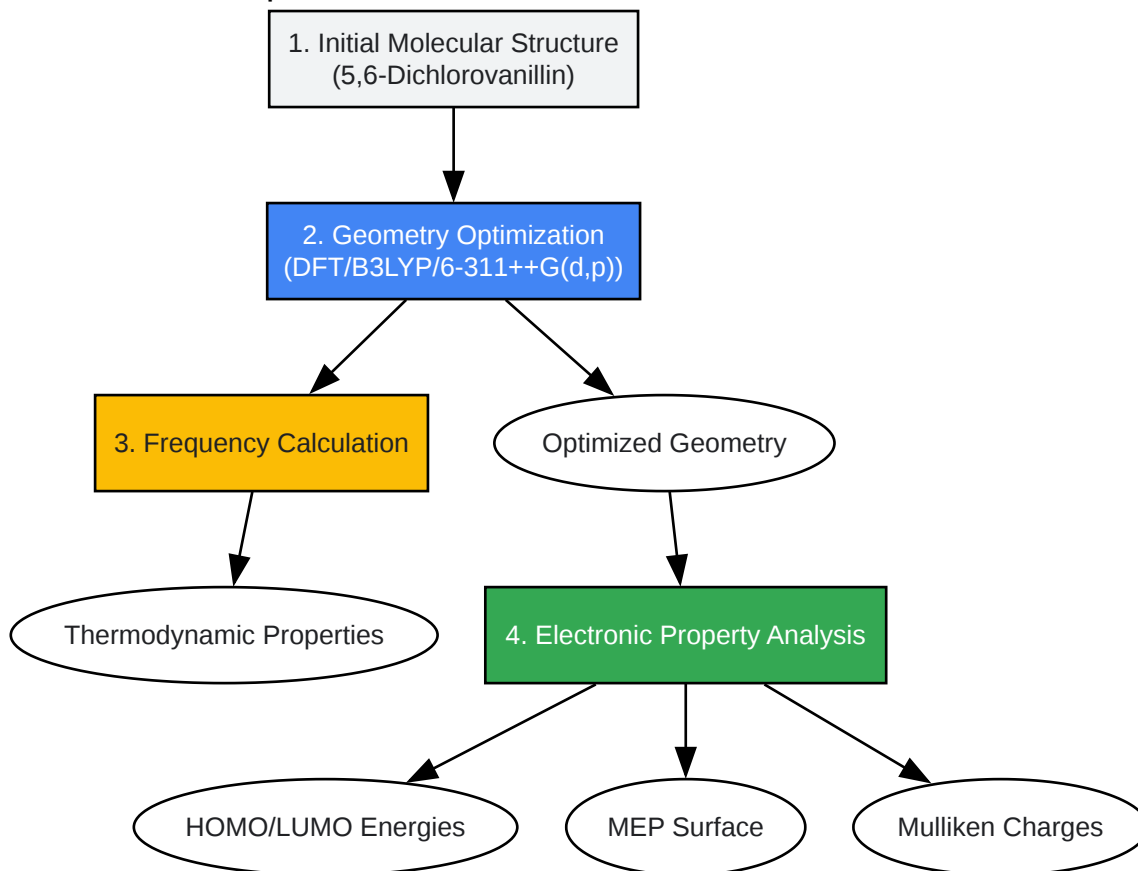 1. Initial Molecular Structure
(5,6-Dichlorovanillin)
2. Geometry Optimization
(DFT/B3LYP/6-311++G(d,p))
3. Frequency Calculation
Optimized Geometry
Thermodynamic Properties
4. Electronic Property Analysis
HOMO/LUMO Energies
MEP Surface
Mulliken Charges